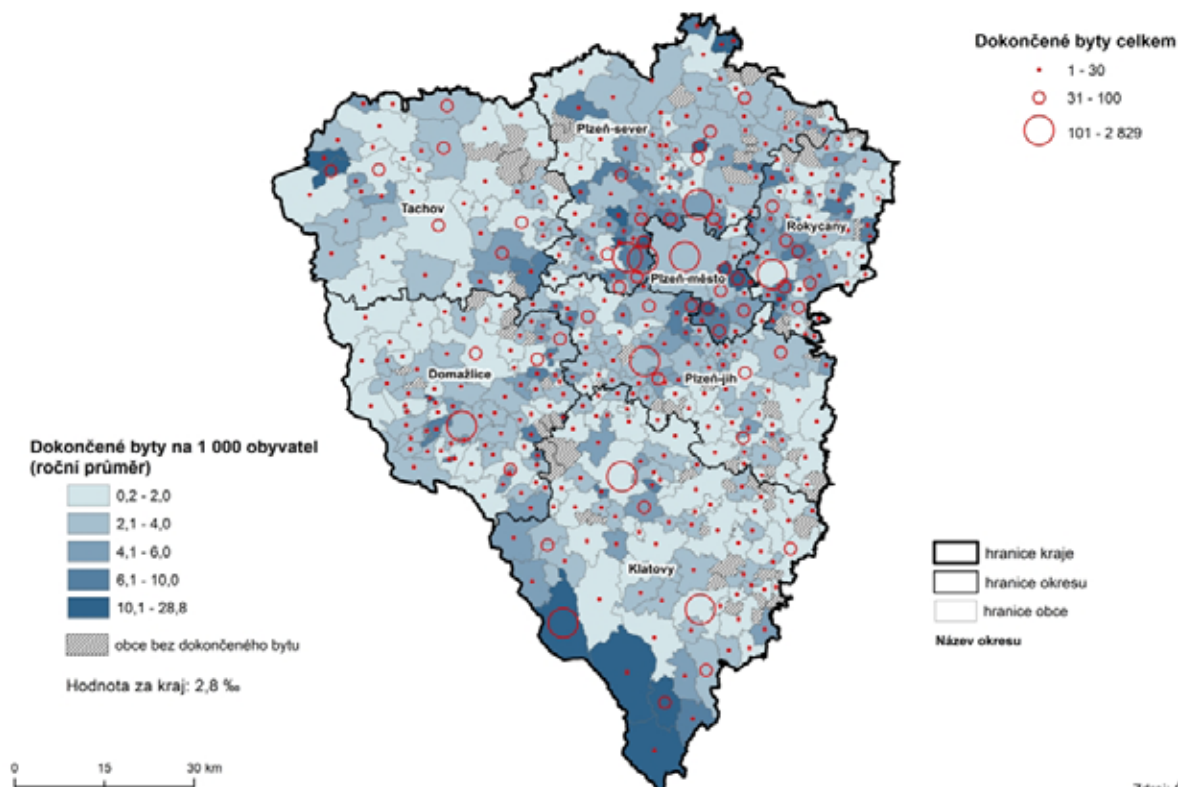 Dokončené byty celkem
1 - 30
31 - 100
101 - 2 829
Plzeň-sever
Tachov
Rokycany
Plzeň-město
Domažlice
Plzeň-jih
Klatovy
Dokončené byty na 1 000 obyvatel
(roční průměr)
0,2 - 2,0
2,1 - 4,0
4,1 - 6,0
6,1 - 10,0
10,1 - 28,8
obce bez dokončeného bytu
Hodnota za kraj: 2,8 ‰
hranice kraje
hranice okresu
hranice obce
Název okresu
0 15 30 km